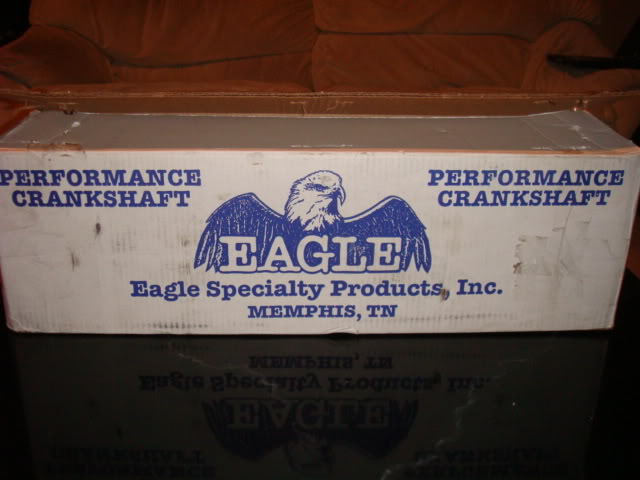 PERFORMANCE
CRANKSHAFT
PERFORMANCE
CRANKSHAFT
EAGLE
Eagle Specialty Products, Inc.
MEMPHIS, TN